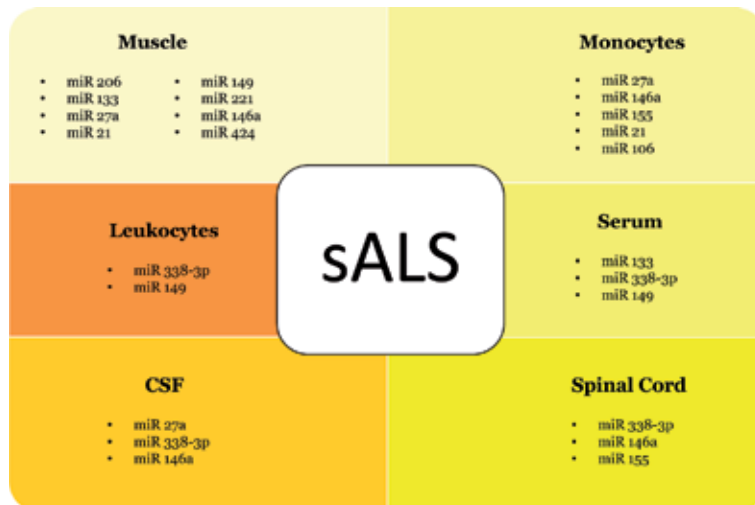 Muscle
• miR 206
• miR 133
• miR 27a
• miR 21
• miR 149
• miR 221
• miR 146a
• miR 424
Monocytes
• miR 27a
• miR 146a
• miR 155
• miR 21
• miR 106
Leukocytes
• miR 338-3p
• miR 149
sALS
Serum
• miR 133
• miR 338-3p
• miR 149
CSF
• miR 27a
• miR 338-3p
• miR 146a
Spinal Cord
• miR 338-3p
• miR 146a
• miR 155